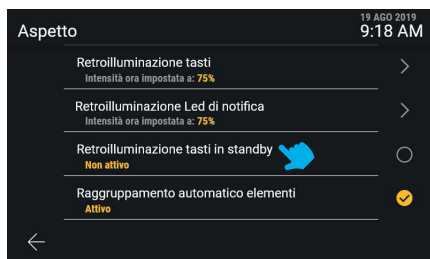 19 AGO 2019
Aspetto 9:18 AM
Retroilluminazione tasti
Intensità ora impostata a: 75%
Retroilluminazione Led di notifica
Intensità ora impostata a: 75%
Retroilluminazione tasti in standby
Non attivo
Raggruppamento automatico elementi
Attivo